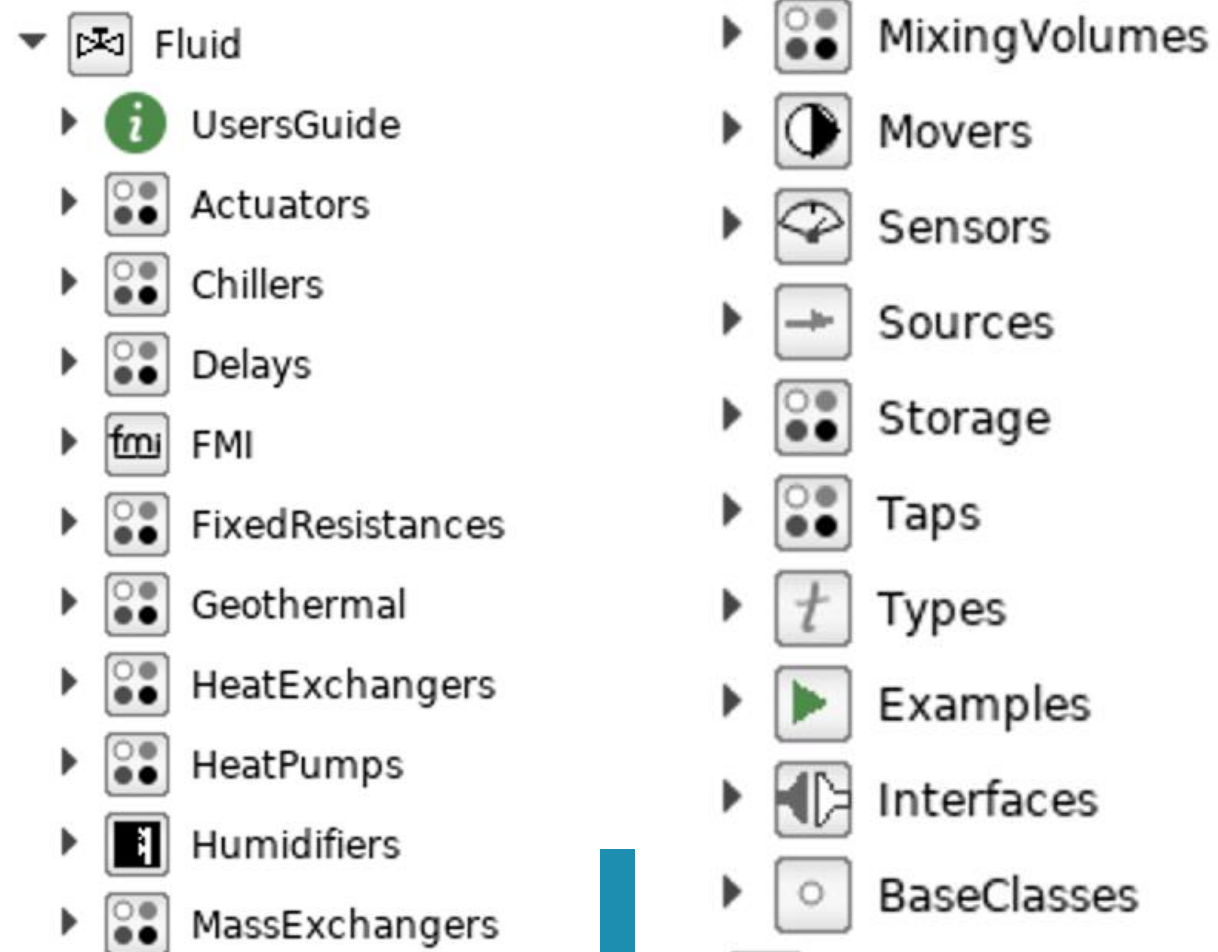 Fluid
UsersGuide
Actuators
Chillers
Delays
fmi FMI
FixedResistances
Geothermal
HeatExchangers
HeatPumps
Humidifiers
MassExchangers
MixingVolumes
Movers
Sensors
Sources
Storage
Taps
t Types
Examples
Interfaces
BaseClasses